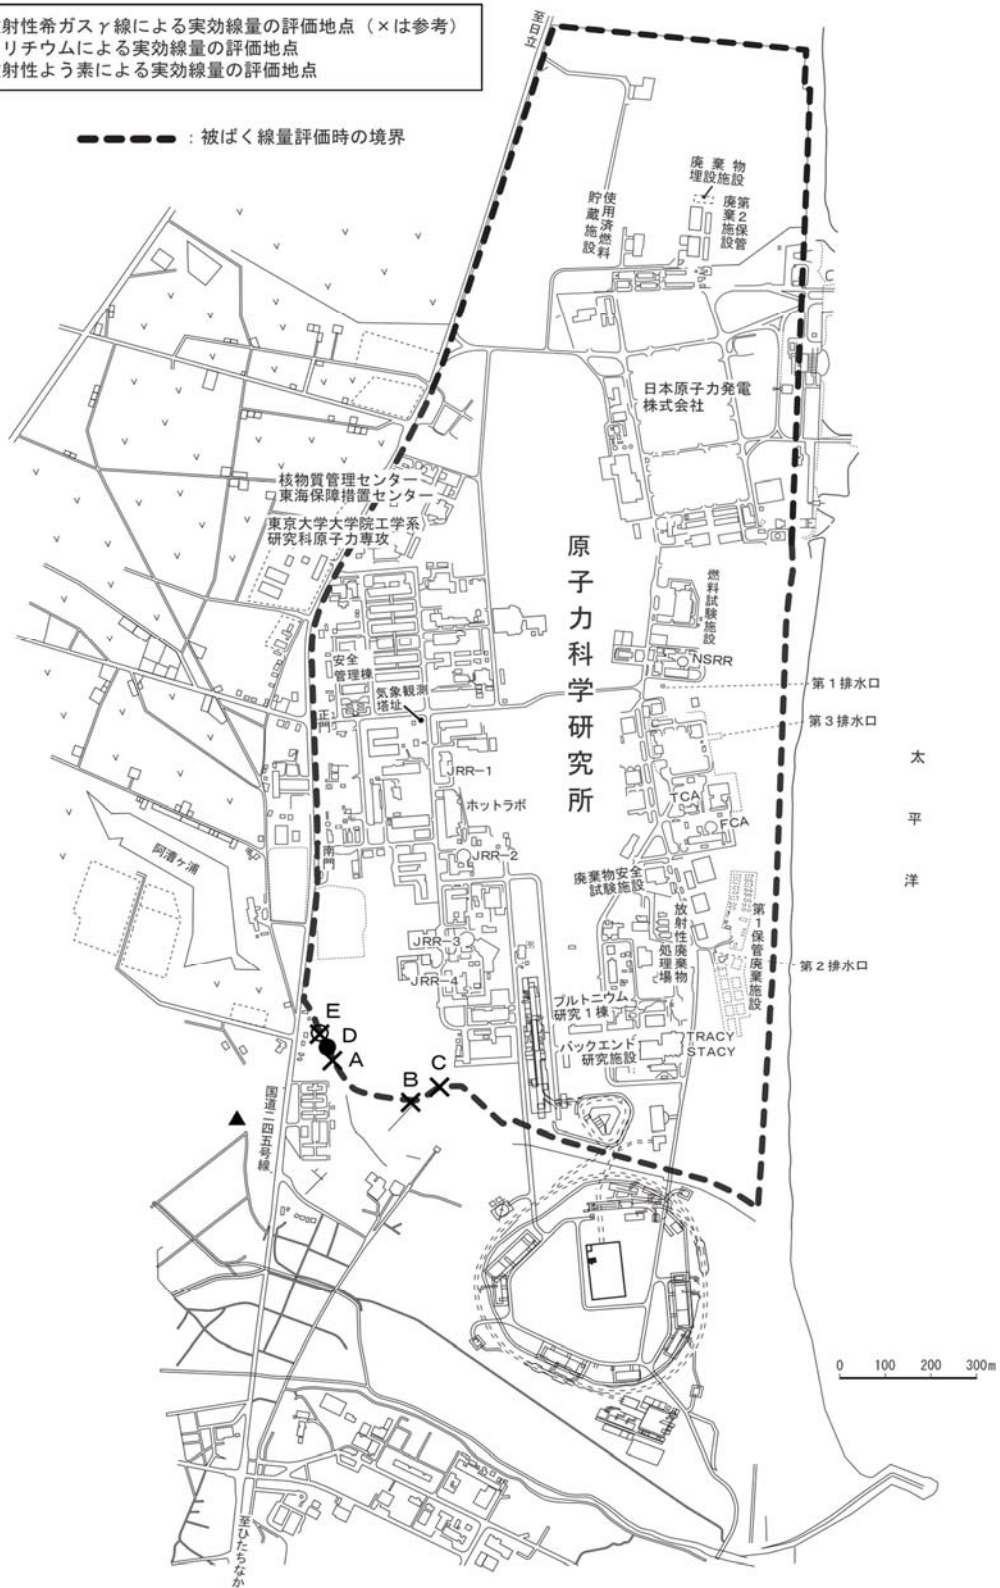 射性希ガスγ線による実効線量の評価地点（×は参考）
リチウムによる実効線量の評価地点
射性よう素による実効線量の評価地点
：被ばく線量評価時の境界
至日立
廃棄物
埋設施設
第2保管
廃棄施設
使用済燃料
貯蔵施設
日本原子力発電
株式会社
核物質管理センター
東海保障措置センター
東京大学大学院工学系
研究科原子力専攻
原子力科学研究所
燃料試験施設
NSRR
安全
管理棟
気象観測
塔址
正門
第1排水口
第3排水口
太平洋
JRR-1
ホットラボ
TCA
FCA
JRR-2
南門
阿漕ヶ浦
廃棄物安全
試験施設
放射性廃棄物
処理場
第1保管廃棄施設
第2排水口
JRR-3
JRR-4
プルトニウム
研究1棟
バックエンド
研究施設
TRACY
STACY
E
D
A
B
C
国道二四五号線
0 100 200 300m
至ひたちなか